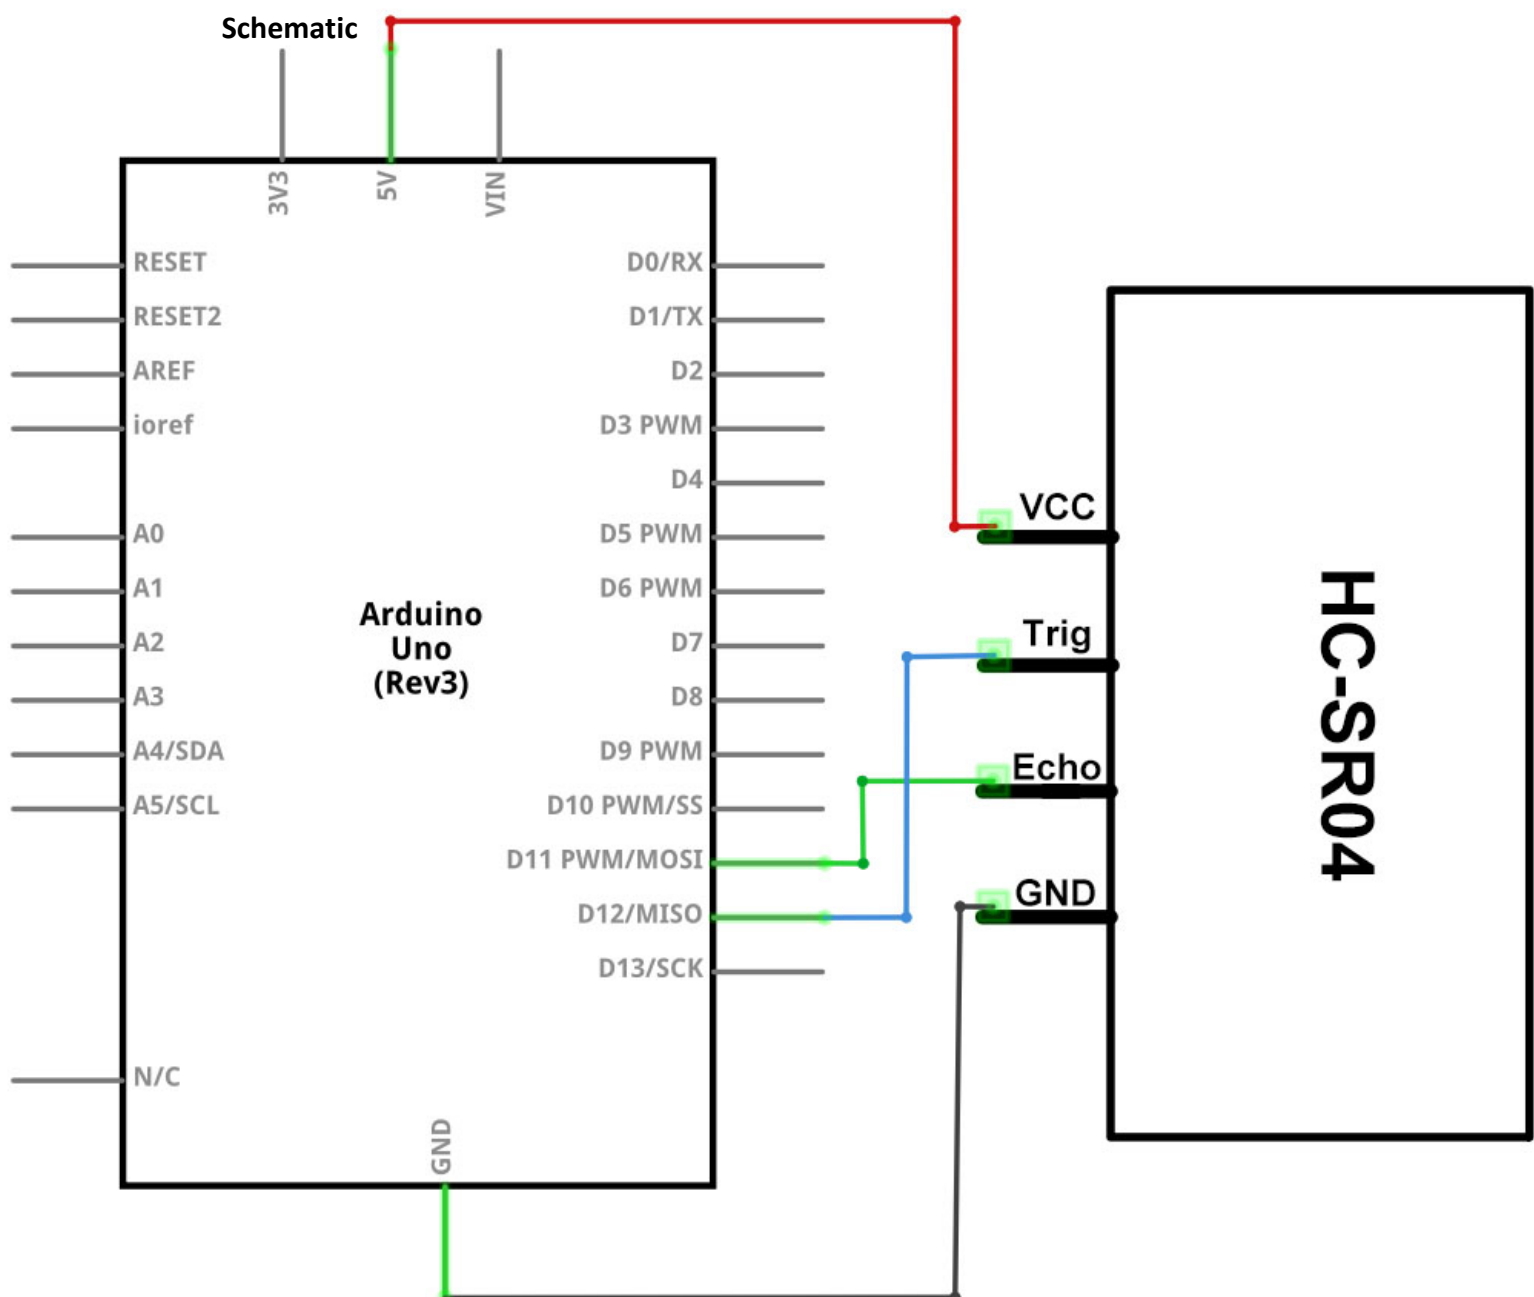 Schematic
3V3
5V
VIN
RESET
RESET2
AREF
ioref
A0
A1
A2
A3
A4/SDA
A5/SCL
N/C
Arduino
Uno
(Rev3)
D0/RX
D1/TX
D2
D3 PWM
D4
D5 PWM
D6 PWM
D7
D8
D9 PWM
D10 PWM/SS
D11 PWM/MOSI
D12/MISO
D13/SCK
GND
VCC
Trig
Echo
GND
HC-SR04